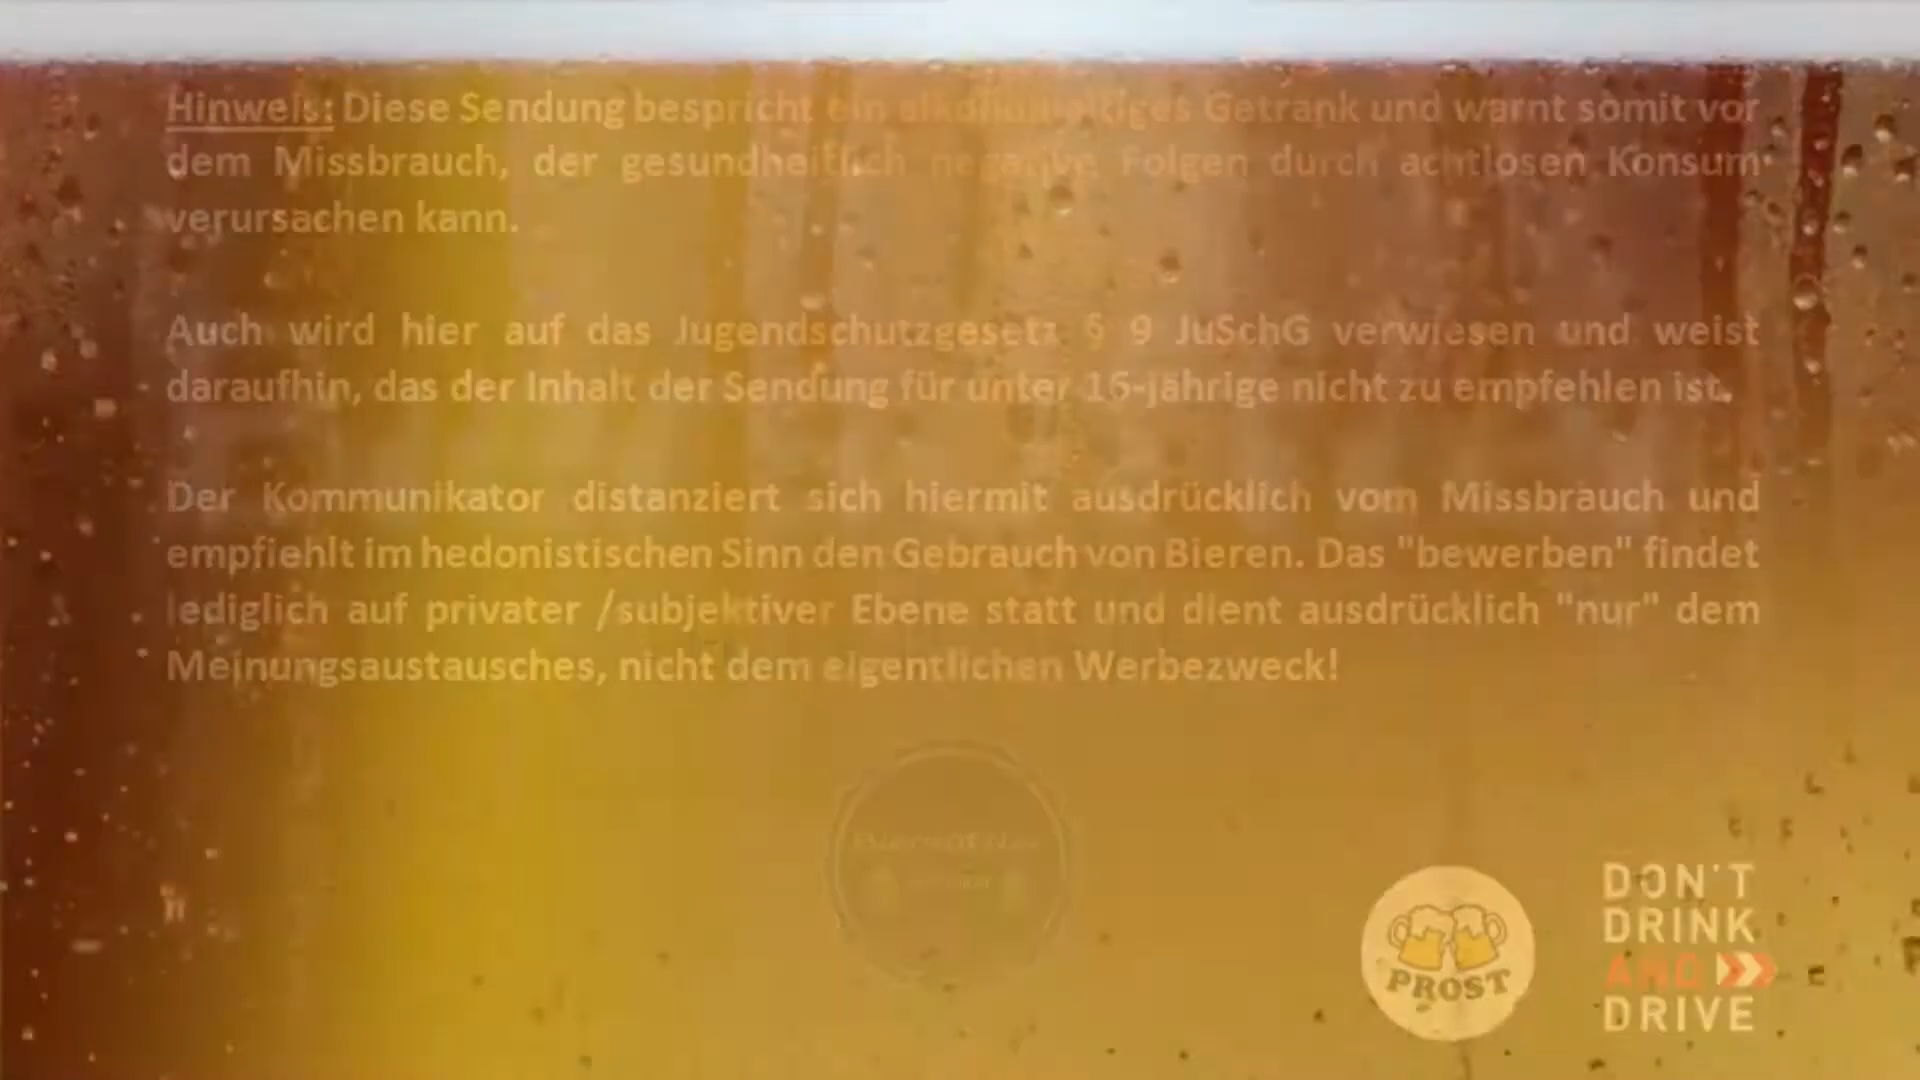 Hinweis: Diese Sendung bespricht ein alkoholhaltiges Getränk und warnt somit vor
dem Missbrauch, der gesundheitlich negative Folgen durch achtlosen Konsum
verursachen kann.
Auch wird hier auf das Jugendschutzgesetz § 9 JuSchG verwiesen und weist
daraufhin, das der Inhalt der Sendung für unter 16-jährige nicht zu empfehlen ist.
Der Kommunikator distanziert sich hiermit ausdrücklich vom Missbrauch und
empfiehlt im hedonistischen Sinn den Gebrauch von Bieren. Das "bewerben" findet
lediglich auf privater /subjektiver Ebene statt und dient ausdrücklich "nur" dem
Meinungsaustausches, nicht dem eigentlichen Werbezweck!
PROST
DON'T
DRINK
AND
DRIVE